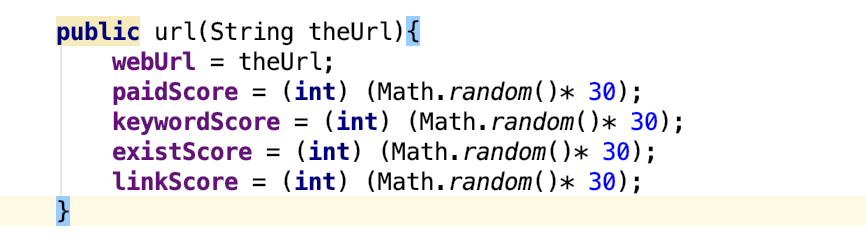 public url(String theUrl){
webUrl = theUrl;
paidScore = (int) (Math.random()* 30);
keywordScore = (int) (Math.random()* 30);
existScore = (int) (Math.random()* 30);
linkScore = (int) (Math.random()* 30);
}